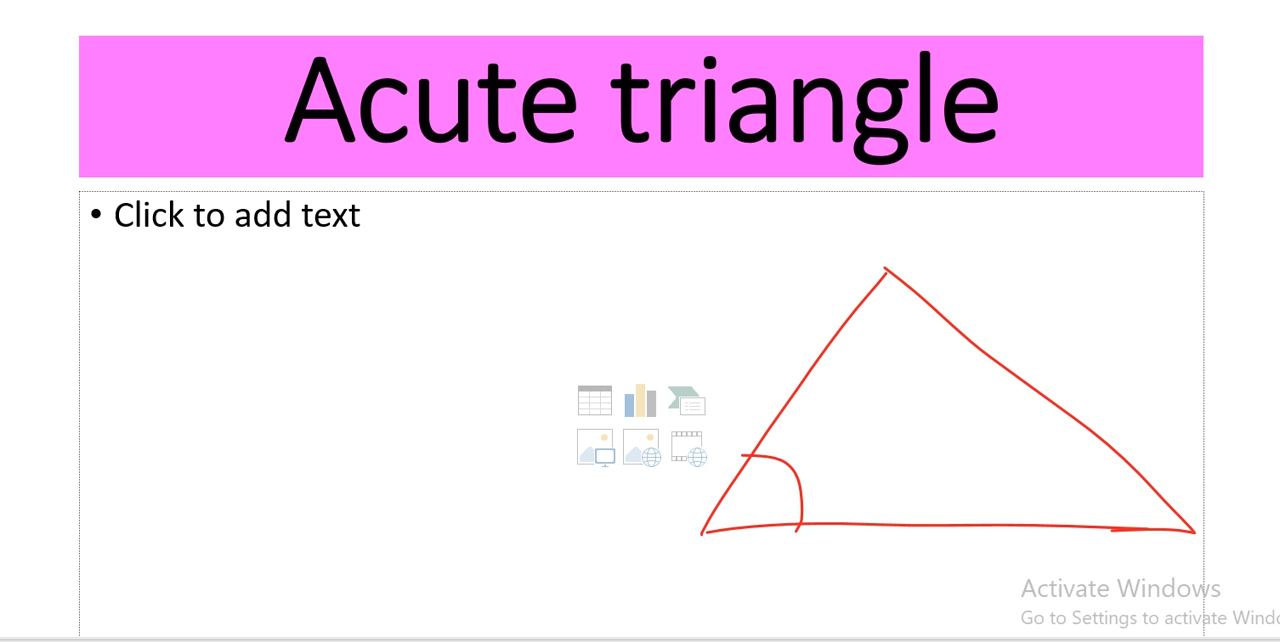 Acute triangle
• Click to add text
Activate Windows
Go to Settings to activate Windo